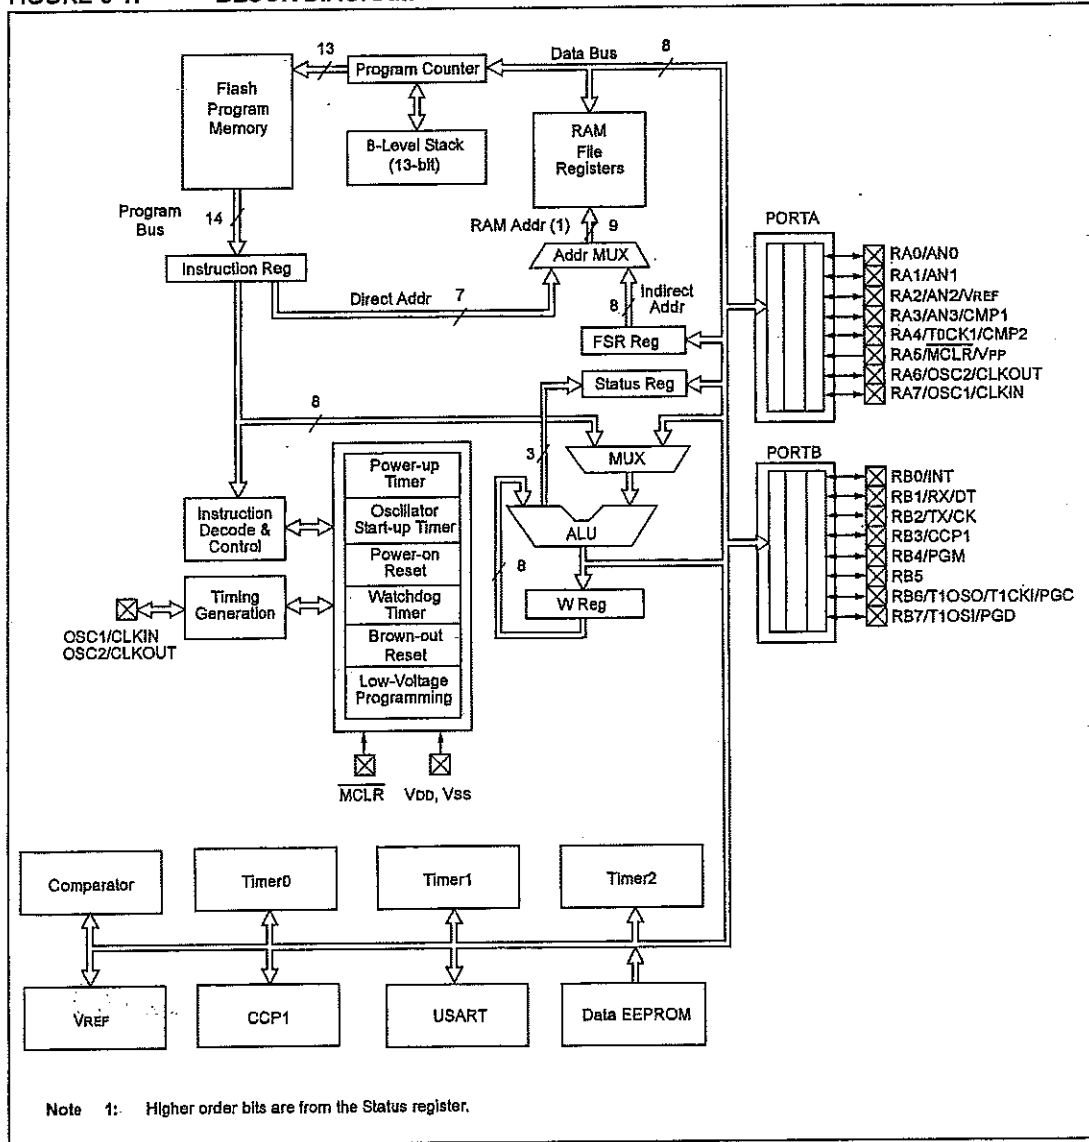 13
Data Bus
8
Flash
Program
Memory
Program Counter
8-Level Stack
(13-bit)
RAM
File
Registers
Program
Bus
14
RAM Addr (1)
9
PORTA
Addr MUX
Instruction Reg
Direct Addr
7
8
Indirect
Addr
FSR Reg
Status Reg
RA0/AN0
RA1/AN1
RA2/AN2/VREF
RA3/AN3/CMP1
RA4/T0CK1/CMP2
RA5/MCLR/VPP
RA6/OSC2/CLKOUT
RA7/OSC1/CLKIN
8
3
MUX
PORTB
Power-up
Timer
Oscillator
Start-up Timer
Power-on
Reset
Watchdog
Timer
Brown-out
Reset
Low-Voltage
Programming
Instruction
Decode &
Control
Timing
Generation
OSC1/CLKIN
OSC2/CLKOUT
ALU
8
W Reg
RB0/INT
RB1/RX/DT
RB2/TX/CK
RB3/CCP1
RB4/PGM
RB5
RB6/T1OSO/T1CKI/PGC
RB7/T1OSI/PGD
MCLR
VDD, VSS
Comparator
Timer0
Timer1
Timer2
VREF
CCP1
USART
Data EEPROM
Note 1: Higher order bits are from the Status register.